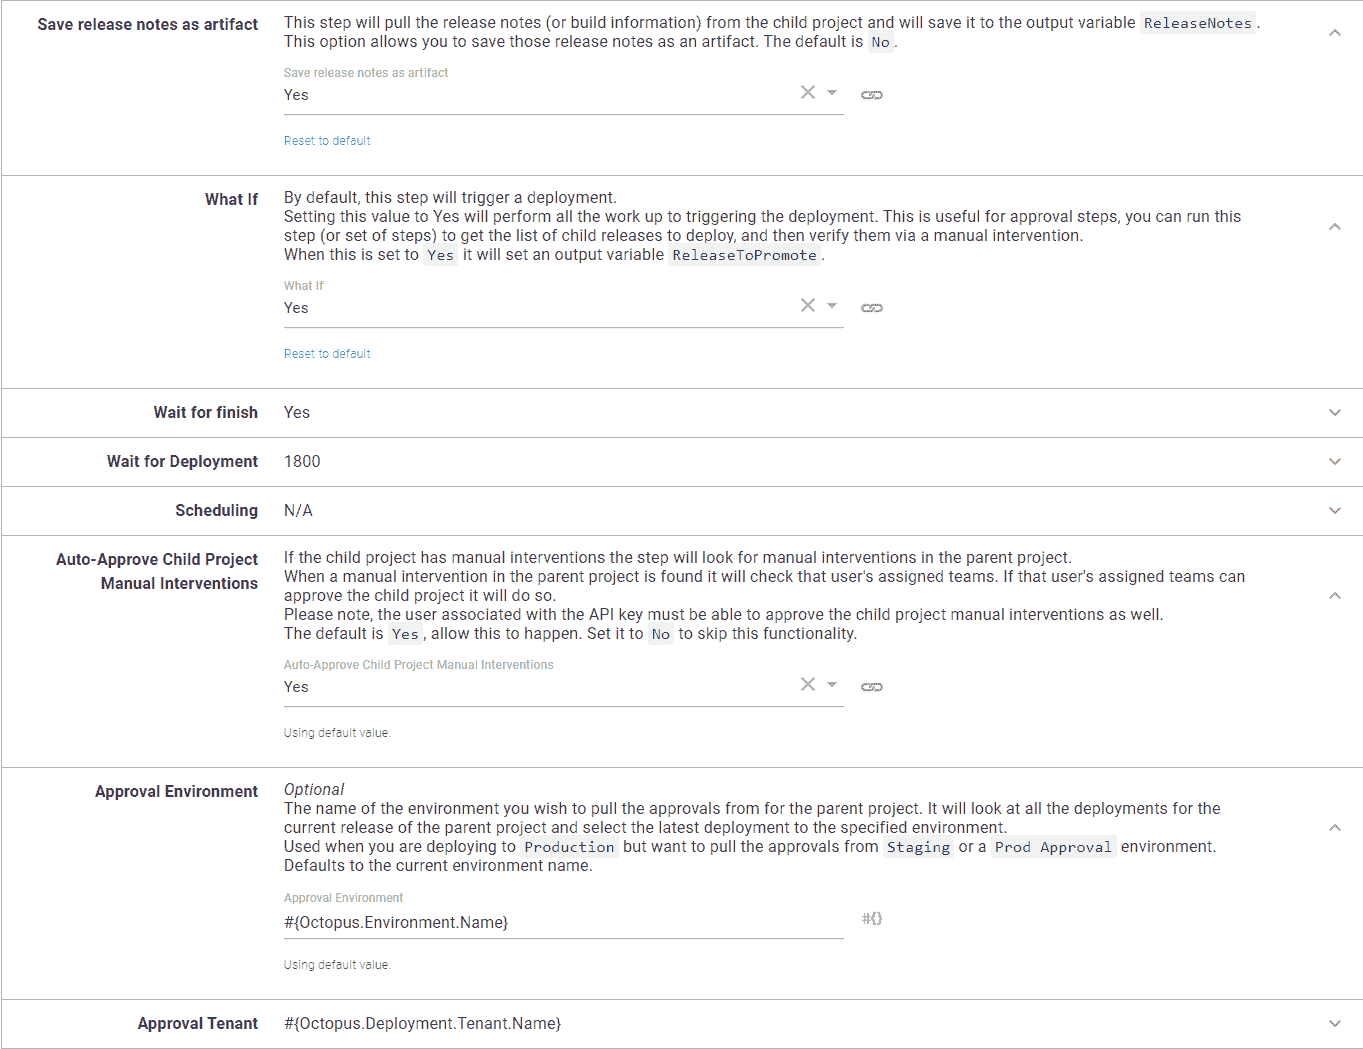 Save release notes as artifact
This step will pull the release notes (or build information) from the child project and will save it to the output variable ReleaseNotes.
This option allows you to save those release notes as an artifact. The default is No.
Save release notes as artifact
Yes
Reset to default
What If
By default, this step will trigger a deployment.
Setting this value to Yes will perform all the work up to triggering the deployment. This is useful for approval steps, you can run this
step (or set of steps) to get the list of child releases to deploy, and then verify them via a manual intervention.
When this is set to Yes it will set an output variable ReleaseToPromote.
What If
Yes
Reset to default
Wait for finish
Yes
Wait for Deployment
1800
Scheduling
N/A
Auto-Approve Child Project
Manual Interventions
If the child project has manual interventions the step will look for manual interventions in the parent project.
When a manual intervention in the parent project is found it will check that user's assigned teams. If that user's assigned teams can
approve the child project it will do so.
Please note, the user associated with the API key must be able to approve the child project manual interventions as well.
The default is Yes, allow this to happen. Set it to No to skip this functionality.
Auto-Approve Child Project Manual Interventions
Yes
Using default value.
Approval Environment
Optional
The name of the environment you wish to pull the approvals from for the parent project. It will look at all the deployments for the
current release of the parent project and select the latest deployment to the specified environment.
Used when you are deploying to Production but want to pull the approvals from Staging or a Prod Approval environment.
Defaults to the current environment name.
Approval Environment
#{Octopus.Environment.Name}
#{}
Using default value.
Approval Tenant
#{Octopus.Deployment.Tenant.Name}